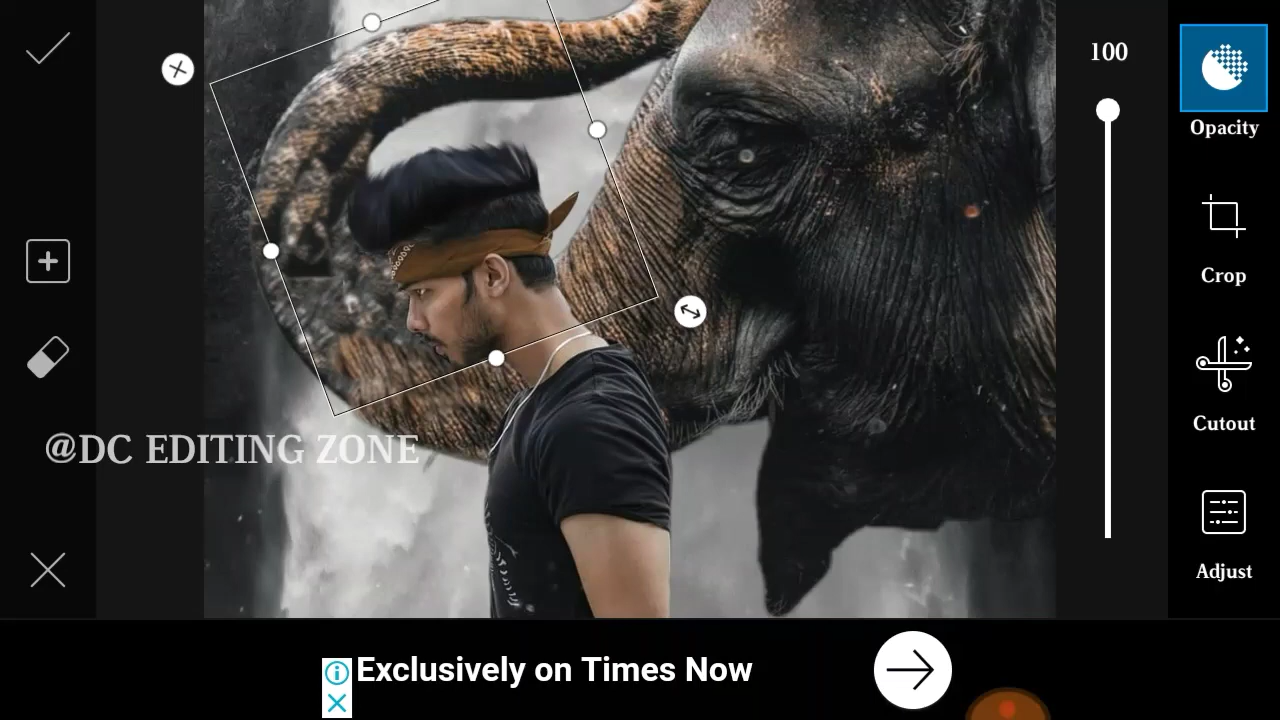 100
Opacity
Crop
Cutout
@DC EDITING ZONE
Adjust
Exclusively on Times Now